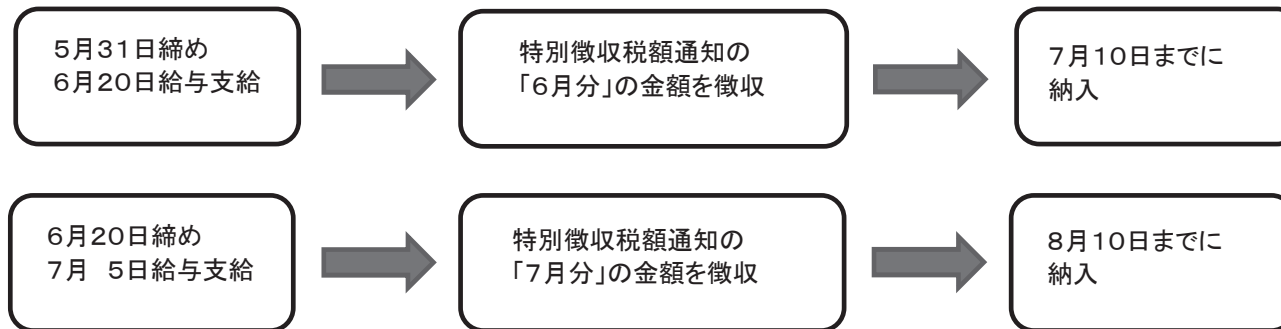 5月31日締め
6月20日給与支給
特別徴収税額通知の
「6月分」の金額を徴収
7月10日までに
納入
6月20日締め
7月　5日給与支給
特別徴収税額通知の
「7月分」の金額を徴収
8月10日までに
納入